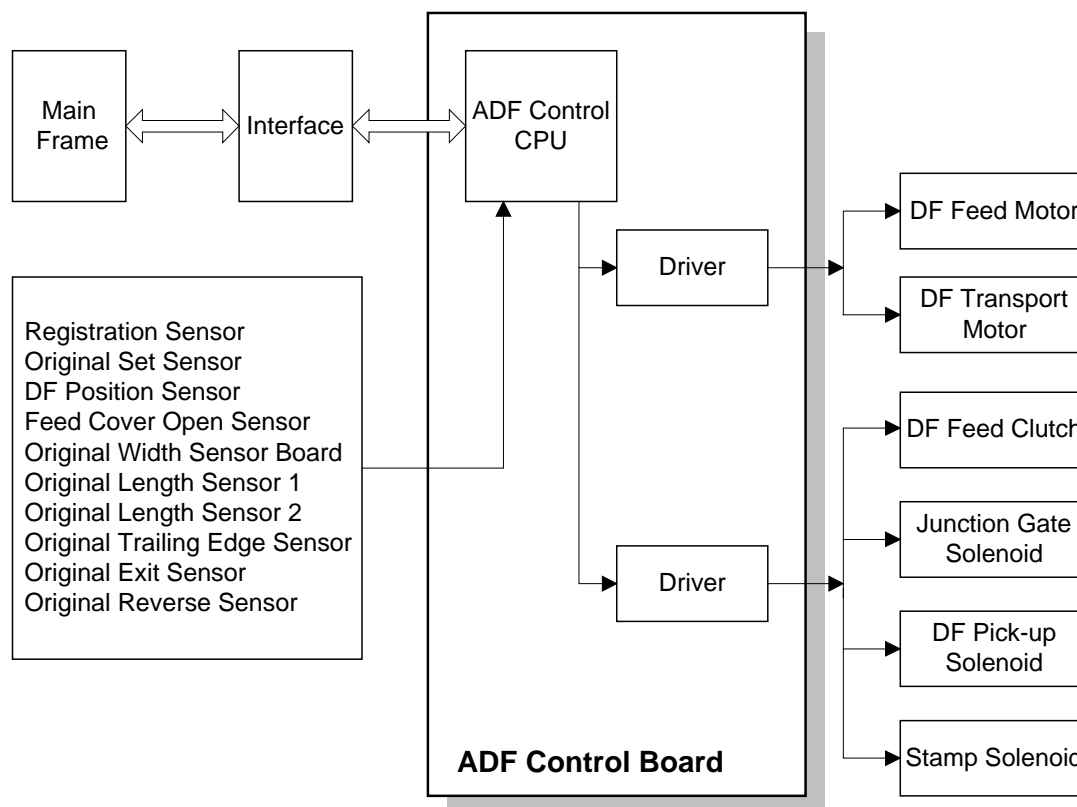 Main
Frame
Interface
ADF Control
CPU
Driver
DF Feed Motor
DF Transport
Motor
Registration Sensor
Original Set Sensor
DF Position Sensor
Feed Cover Open Sensor
Original Width Sensor Board
Original Length Sensor 1
Original Length Sensor 2
Original Trailing Edge Sensor
Original Exit Sensor
Original Reverse Sensor
DF Feed Clutch
Junction Gate
Solenoid
Driver
DF Pick-up
Solenoid
Stamp Solenoid
ADF Control Board